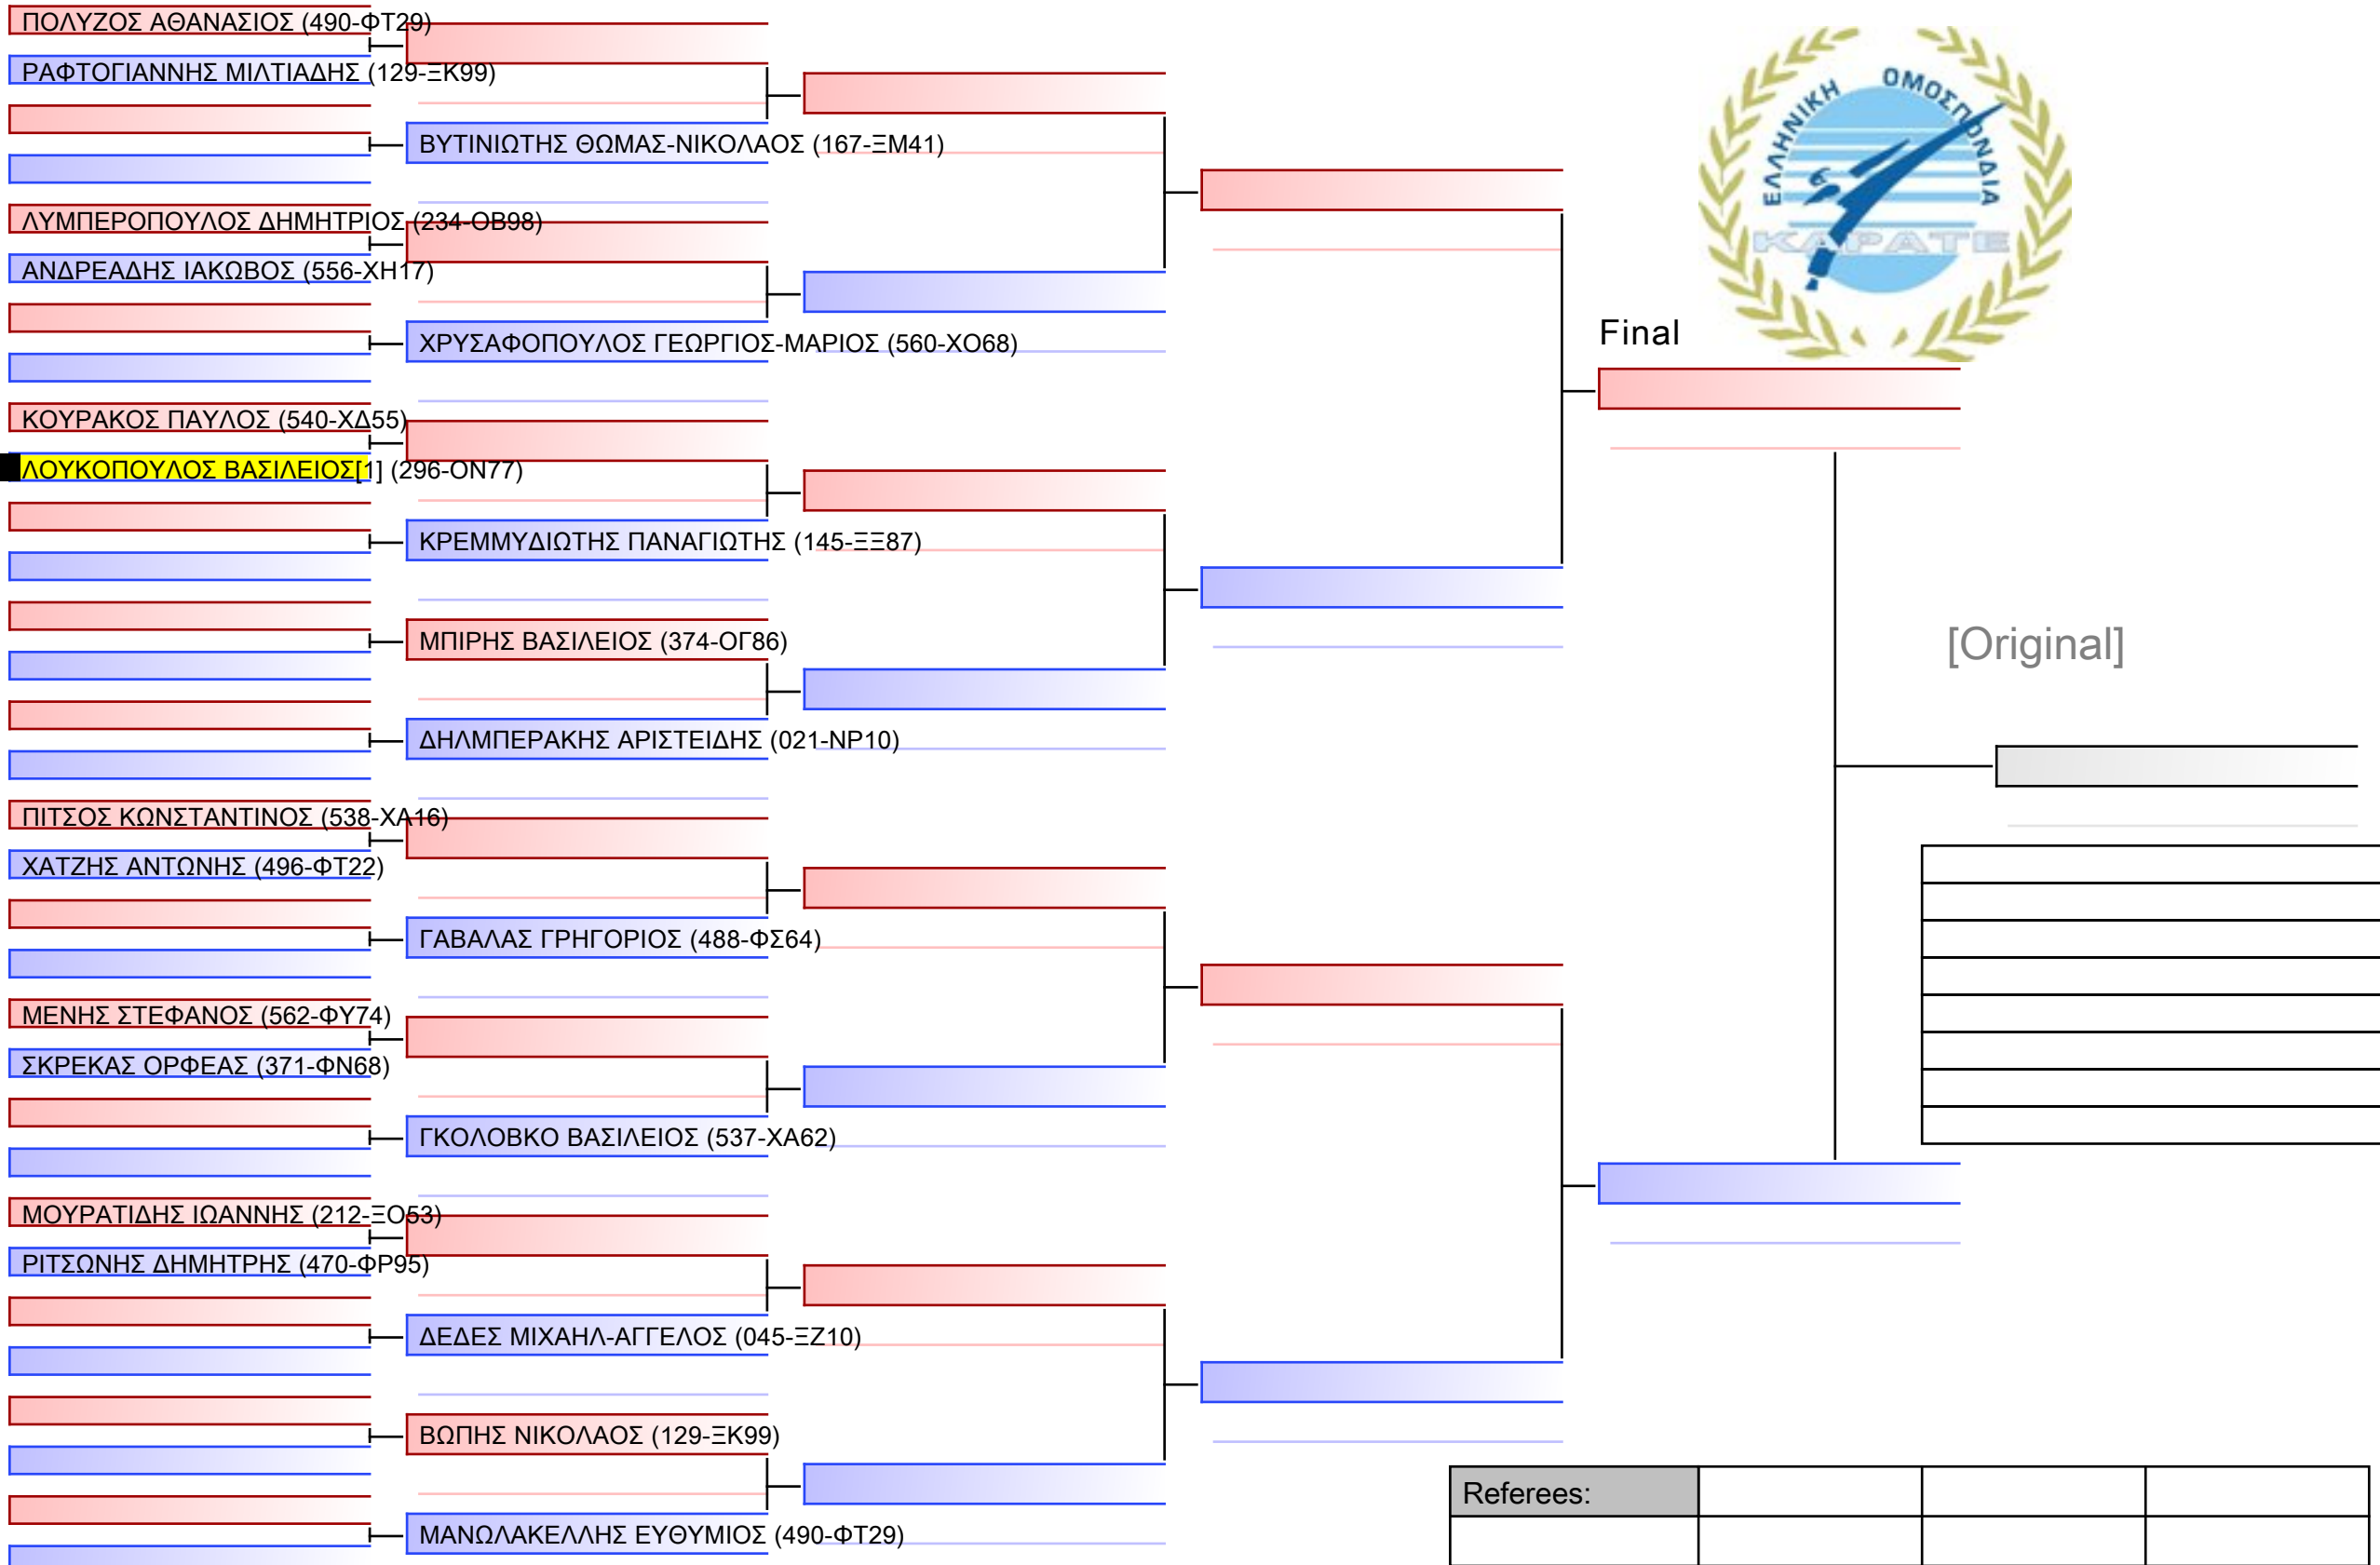 ΠΟΛΥΖΟΣ ΑΘΑΝΑΣΙΟΣ (490-ΦΤ29)
ΡΑΦΤΟΓΙΑΝΝΗΣ ΜΙΛΤΙΑΔΗΣ (129-ΞΚ99)
ΒΥΤΙΝΙΩΤΗΣ ΘΩΜΑΣ-ΝΙΚΟΛΑΟΣ (167-ΞΜ41)
ΛΥΜΠΕΡΟΠΟΥΛΟΣ ΔΗΜΗΤΡΙΟΣ (234-ΟΒ98)
ΑΝΔΡΕΑΔΗΣ ΙΑΚΩΒΟΣ (556-ΧΗ17)
ΧΡΥΣΑΦΟΠΟΥΛΟΣ ΓΕΩΡΓΙΟΣ-ΜΑΡΙΟΣ (560-ΧΟ68)
ΚΟΥΡΑΚΟΣ ΠΑΥΛΟΣ (540-ΧΔ55)
ΛΟΥΚΟΠΟΥΛΟΣ ΒΑΣΙΛΕΙΟΣ[1] (296-ΟΝ77)
ΚΡΕΜΜΥΔΙΩΤΗΣ ΠΑΝΑΓΙΩΤΗΣ (145-ΞΞ87)
ΜΠΙΡΗΣ ΒΑΣΙΛΕΙΟΣ (374-ΟΓ86)
ΔΗΛΜΠΕΡΑΚΗΣ ΑΡΙΣΤΕΙΔΗΣ (021-ΝΡ10)
ΠΙΤΣΟΣ ΚΩΝΣΤΑΝΤΙΝΟΣ (538-ΧΑ16)
ΧΑΤΖΗΣ ΑΝΤΩΝΗΣ (496-ΦΤ22)
ΓΑΒΑΛΑΣ ΓΡΗΓΟΡΙΟΣ (488-ΦΣ64)
ΜΕΝΗΣ ΣΤΕΦΑΝΟΣ (562-ΦΥ74)
ΣΚΡΕΚΑΣ ΟΡΦΕΑΣ (371-ΦΝ68)
ΓΚΟΛΟΒΚΟ ΒΑΣΙΛΕΙΟΣ (537-ΧΑ62)
ΜΟΥΡΑΤΙΔΗΣ ΙΩΑΝΝΗΣ (212-ΞΟ53)
ΡΙΤΣΩΝΗΣ ΔΗΜΗΤΡΗΣ (470-ΦΡ95)
ΔΕΔΕΣ ΜΙΧΑΗΛ-ΑΓΓΕΛΟΣ (045-ΞΖ10)
ΒΩΠΗΣ ΝΙΚΟΛΑΟΣ (129-ΞΚ99)
ΜΑΝΩΛΑΚΕΛΛΗΣ ΕΥΘΥΜΙΟΣ (490-ΦΤ29)
ΕΛΛΗΝΙΚΗ ΟΜΟΣΠΟΝΔΙΑ
ΚΑΡΑΤΕ
Final
[Original]
Referees: